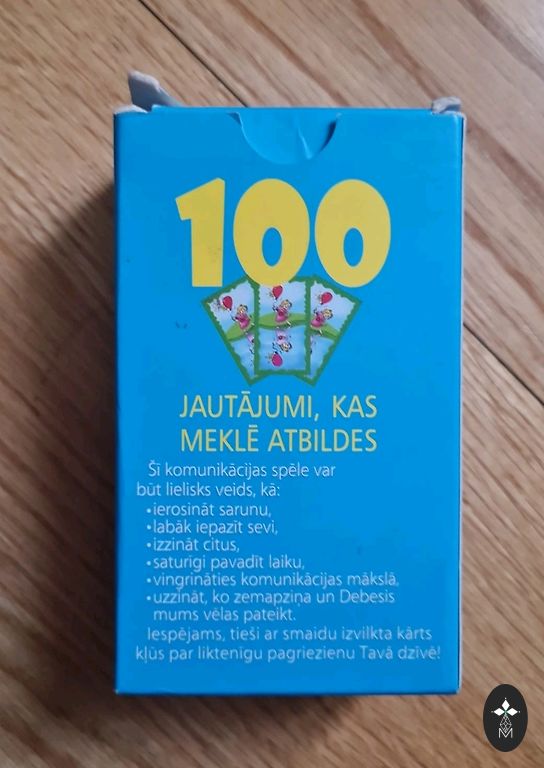 100
JAUTĀJUMI, KAS
MEKLĒ ATBILDES
Šī komunikācijas spēle var
būt lielisks veids, kā:
•ierosināt sarunu,
•labāk iepazīt sevi,
•izzināt citus,
•saturīgi pavadīt laiku,
•vingrināties komunikācijas mākslā,
•uzzināt, ko zemapziņa un Debesis
mums vēlas pateikt.
Iespējams, tieši ar smaidu izvilkta kārts
kļūs par liktenīgu pagriezienu Tavā dzīvē!
M